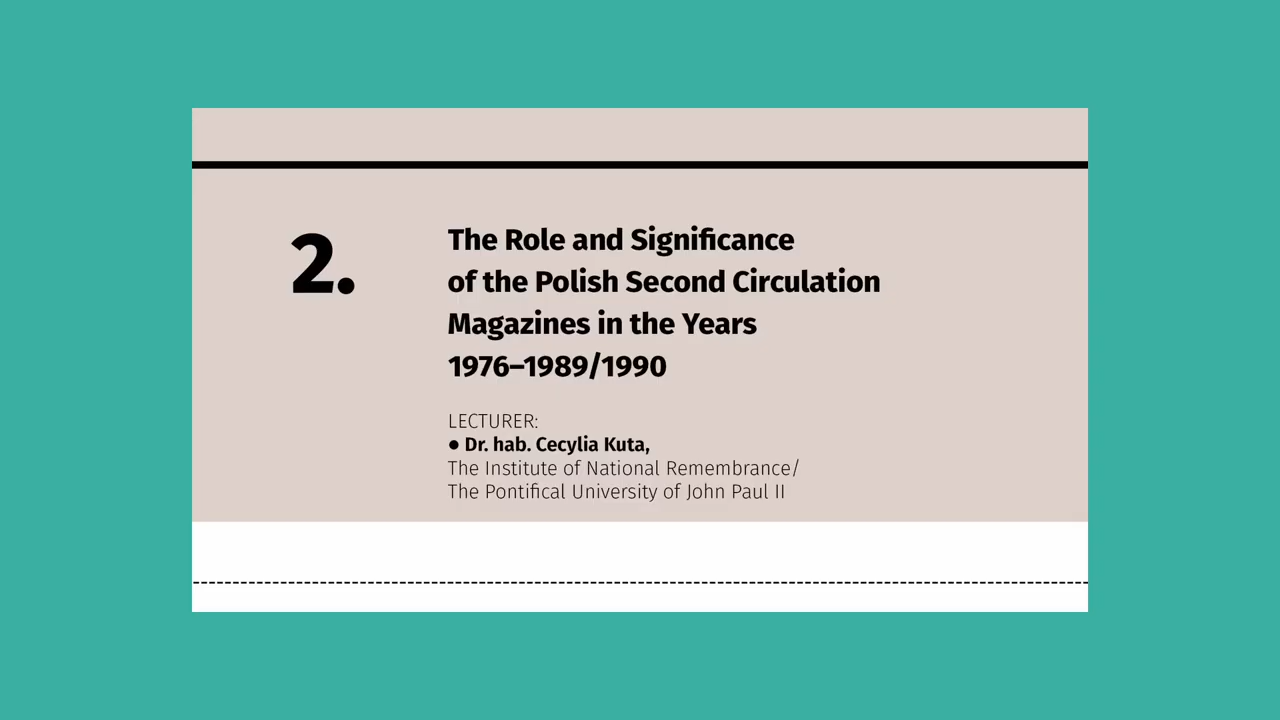 2.
The Role and Significance
of the Polish Second Circulation
Magazines in the Years
1976–1989/1990
LECTURER:
● Dr. hab. Cecylia Kuta,
The Institute of National Remembrance/
The Pontifical University of John Paul II